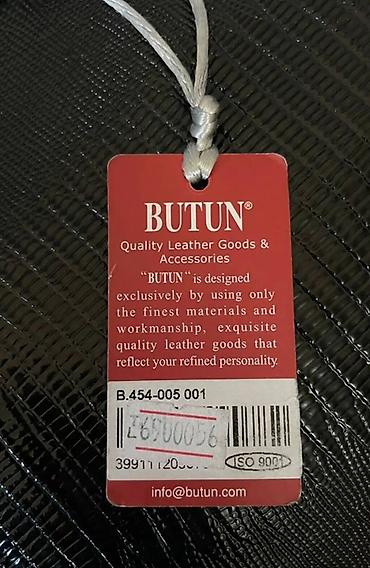 BUTUN®
Quality Leather Goods &
Accessories
“BUTUN“ is designed
exclusively by using only
the finest materials and
workmanship, exquisite
quality leather goods that
reflect your refined personality.
B.454-005 001
ISO 9001
info@butun.com